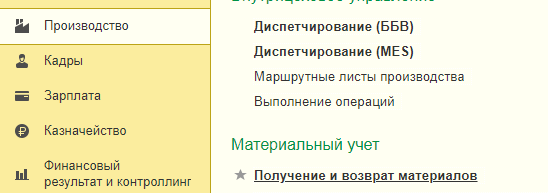 Производство
Кадры
Зарплата
Казначейство
Финансовый
результат и контроллинг
Внутрицеховое управление
Диспетчирование (ББВ)
Диспетчирование (MES)
Маршрутные листы производства
Выполнение операций
Материальный учет
Получение и возврат материалов